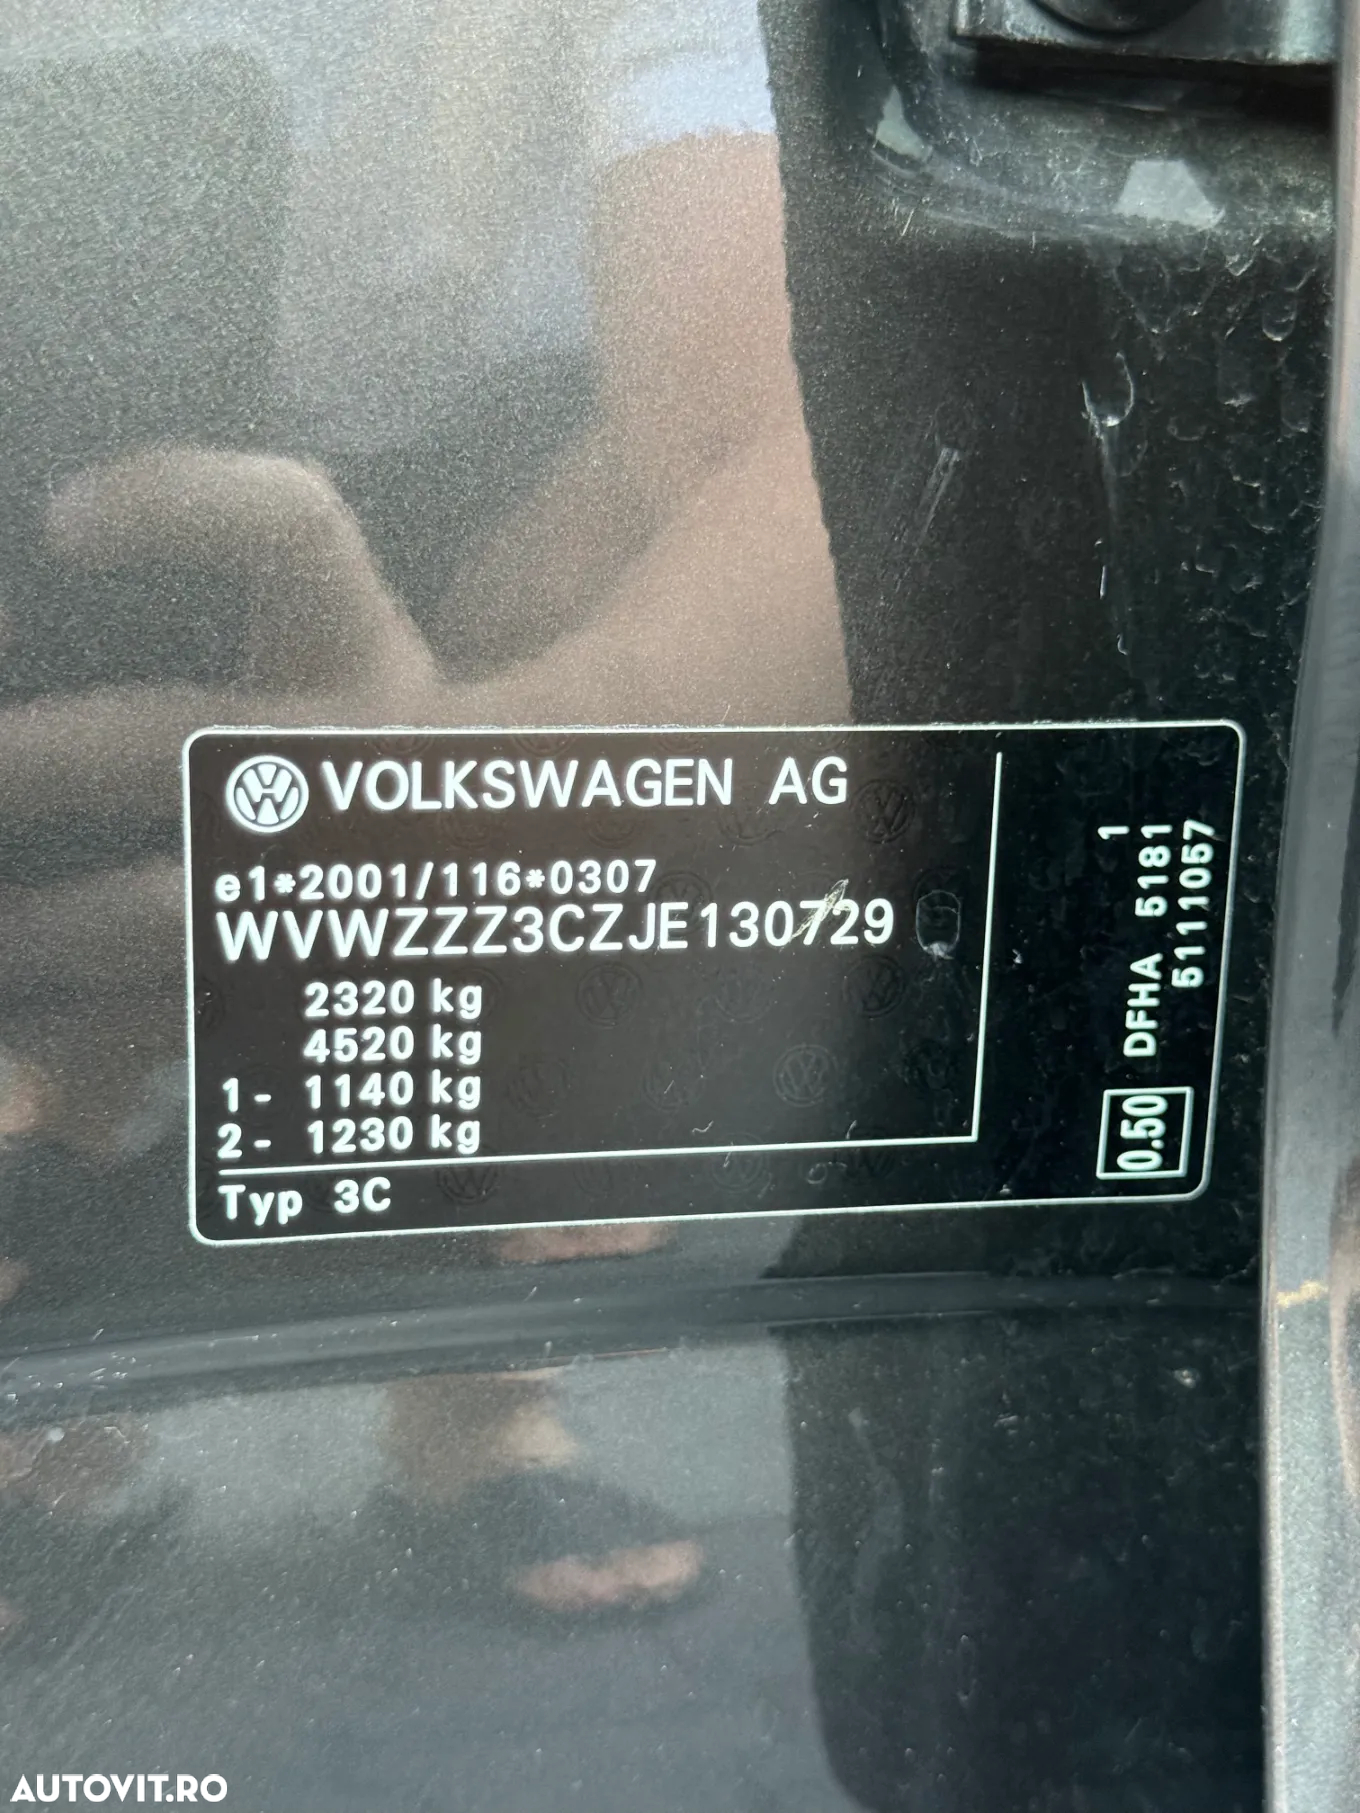 VOLKSWAGEN AG
e1*2001/116*0307
WVWZZZ3CZJE130729
2320 kg
4520 kg
1- 1140 kg
2- 1230 kg
Typ 3C
1
DFHA 5181
5111057
0.50
AUTOVIT.RO